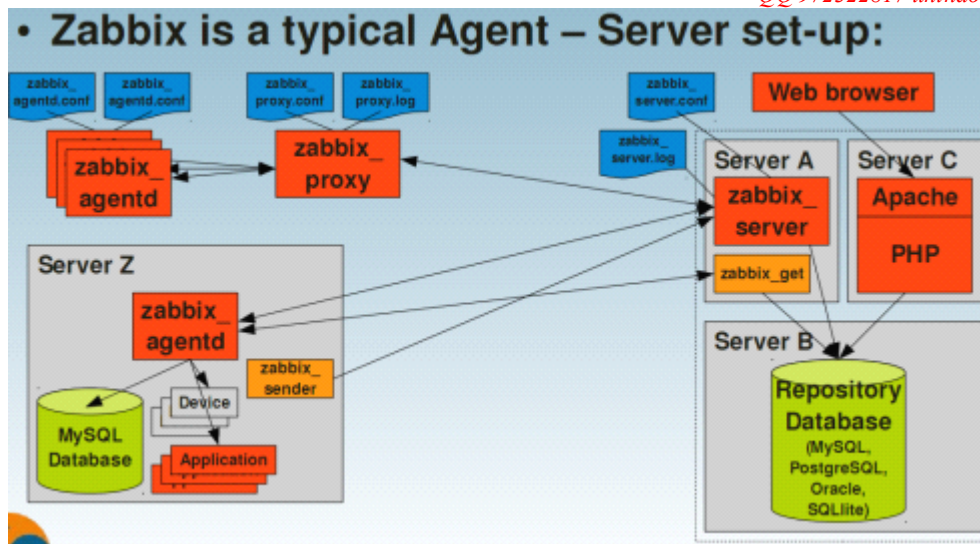 • Zabbix is a typical Agent – Server set-up:
zabbix_
agentd.conf
zabbix_
agentd.conf
zabbix_
proxy.conf
zabbix_
proxy.log
zabbix_
server.conf
Web browser
zabbix_
agentd
zabbix_
proxy
zabbix_
server.log
Server A
zabbix_
server
zabbix_get
Server C
Apache
PHP
Server Z
zabbix_
agentd
zabbix_
sender
MySQL
Database
Device
Application
Server B
Repository
Database
(MySQL,
PostgreSQL,
Oracle,
SQLlite)